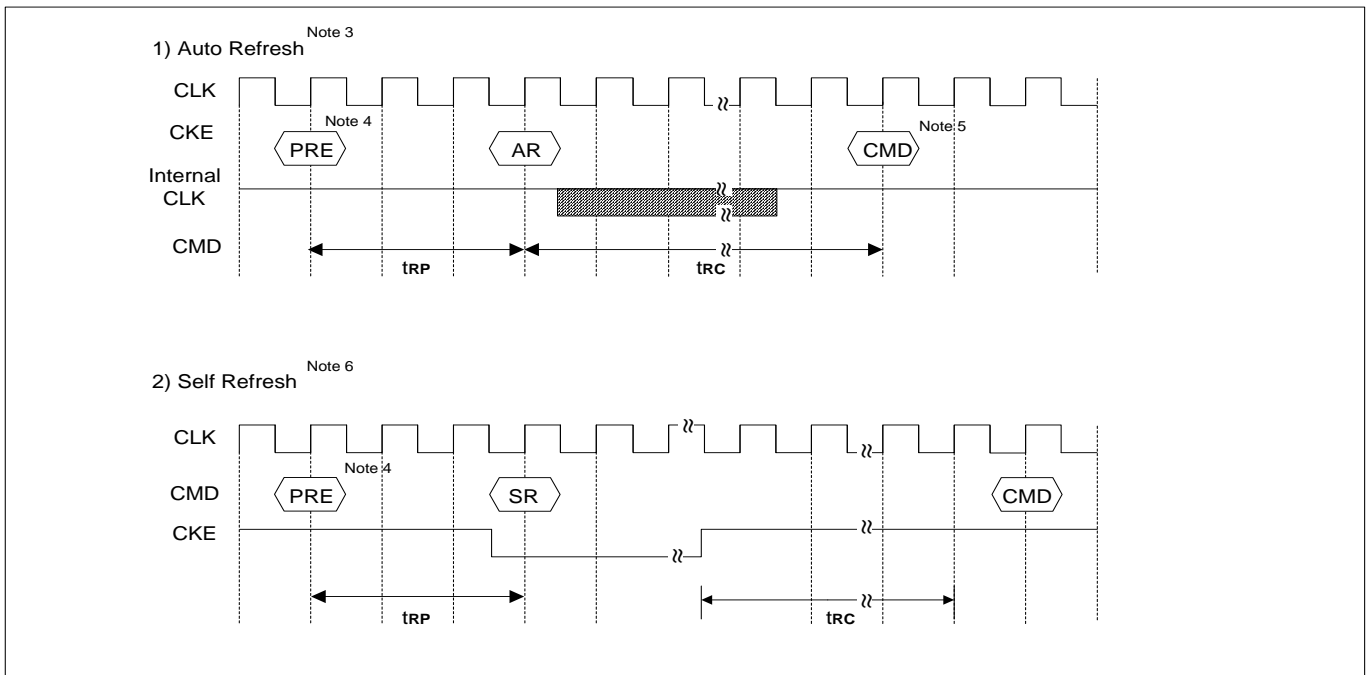 1) Auto Refresh Note 3
CLK
CKE
Note 4
Note 5
PRE
AR
CMD
Internal
CLK
CMD
tRP
tRC
2) Self Refresh Note 6
CLK
Note 4
CMD
PRE
SR
CMD
CKE
tRP
tRC